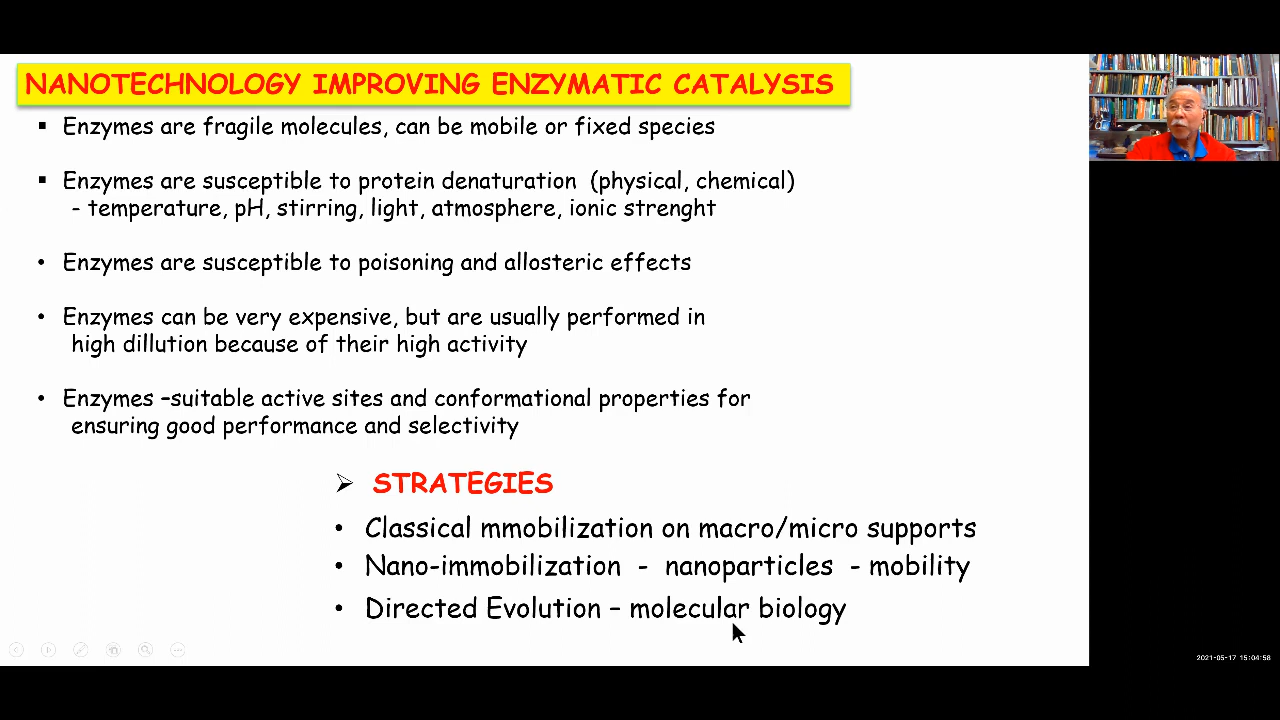 NANOTECHNOLOGY IMPROVING ENZYMATIC CATALYSIS
▪ Enzymes are fragile molecules, can be mobile or fixed species
▪ Enzymes are susceptible to protein denaturation (physical, chemical)
- temperature, pH, stirring, light, atmosphere, ionic strenght
• Enzymes are susceptible to poisoning and allosteric effects
• Enzymes can be very expensive, but are usually performed in
high dillution because of their high activity
• Enzymes –suitable active sites and conformational properties for
ensuring good performance and selectivity
➢ STRATEGIES
• Classical mmobilization on macro/micro supports
• Nano-immobilization - nanoparticles - mobility
• Directed Evolution – molecular biology
2021-05-17 15:04:58